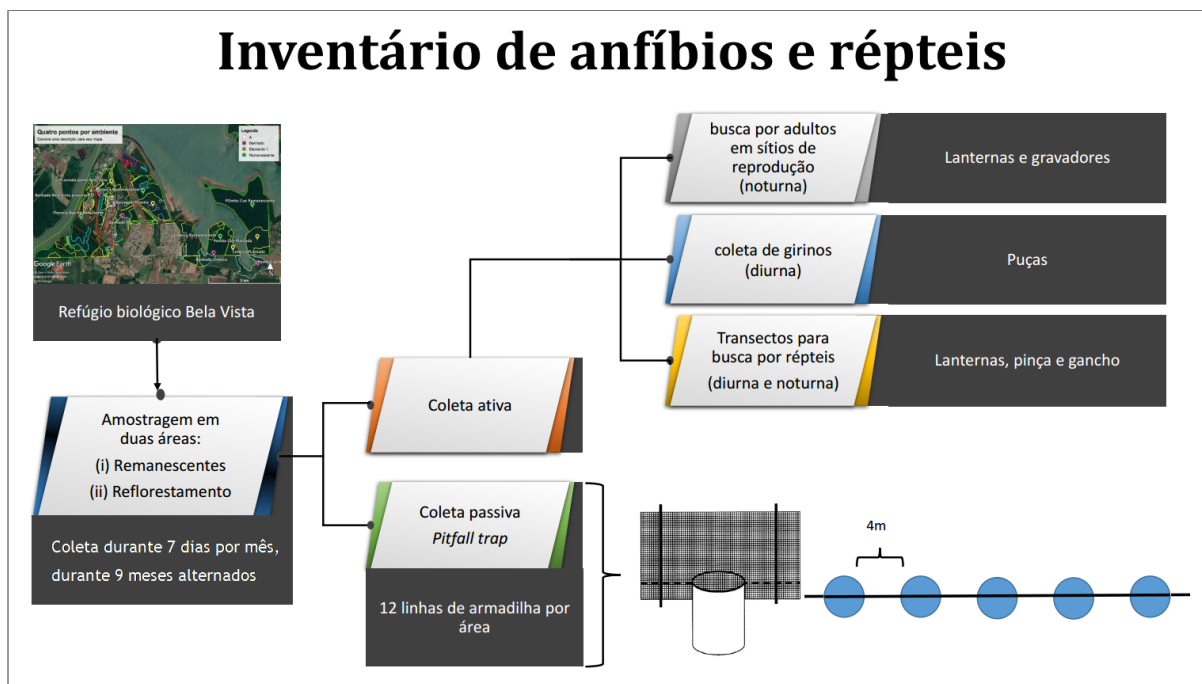 Inventário de anfíbios e répteis
Quatro pontos por ambiente
Legenda
Remanescente
Google Earth
N
Refúgio biológico Bela Vista
Amostragem em
duas áreas:
(i) Remanescentes
(ii) Reflorestamento
Coleta durante 7 dias por mês,
durante 9 meses alternados
Coleta ativa
Coleta passiva
Pitfall trap
12 linhas de armadilha por
área
busca por adultos
em sítios de
reprodução
(noturna)
Lanternas e gravadores
coleta de girinos
(diurna)
Puças
Transectos para
busca por répteis
(diurna e noturna)
Lanternas, pinça e gancho
4m